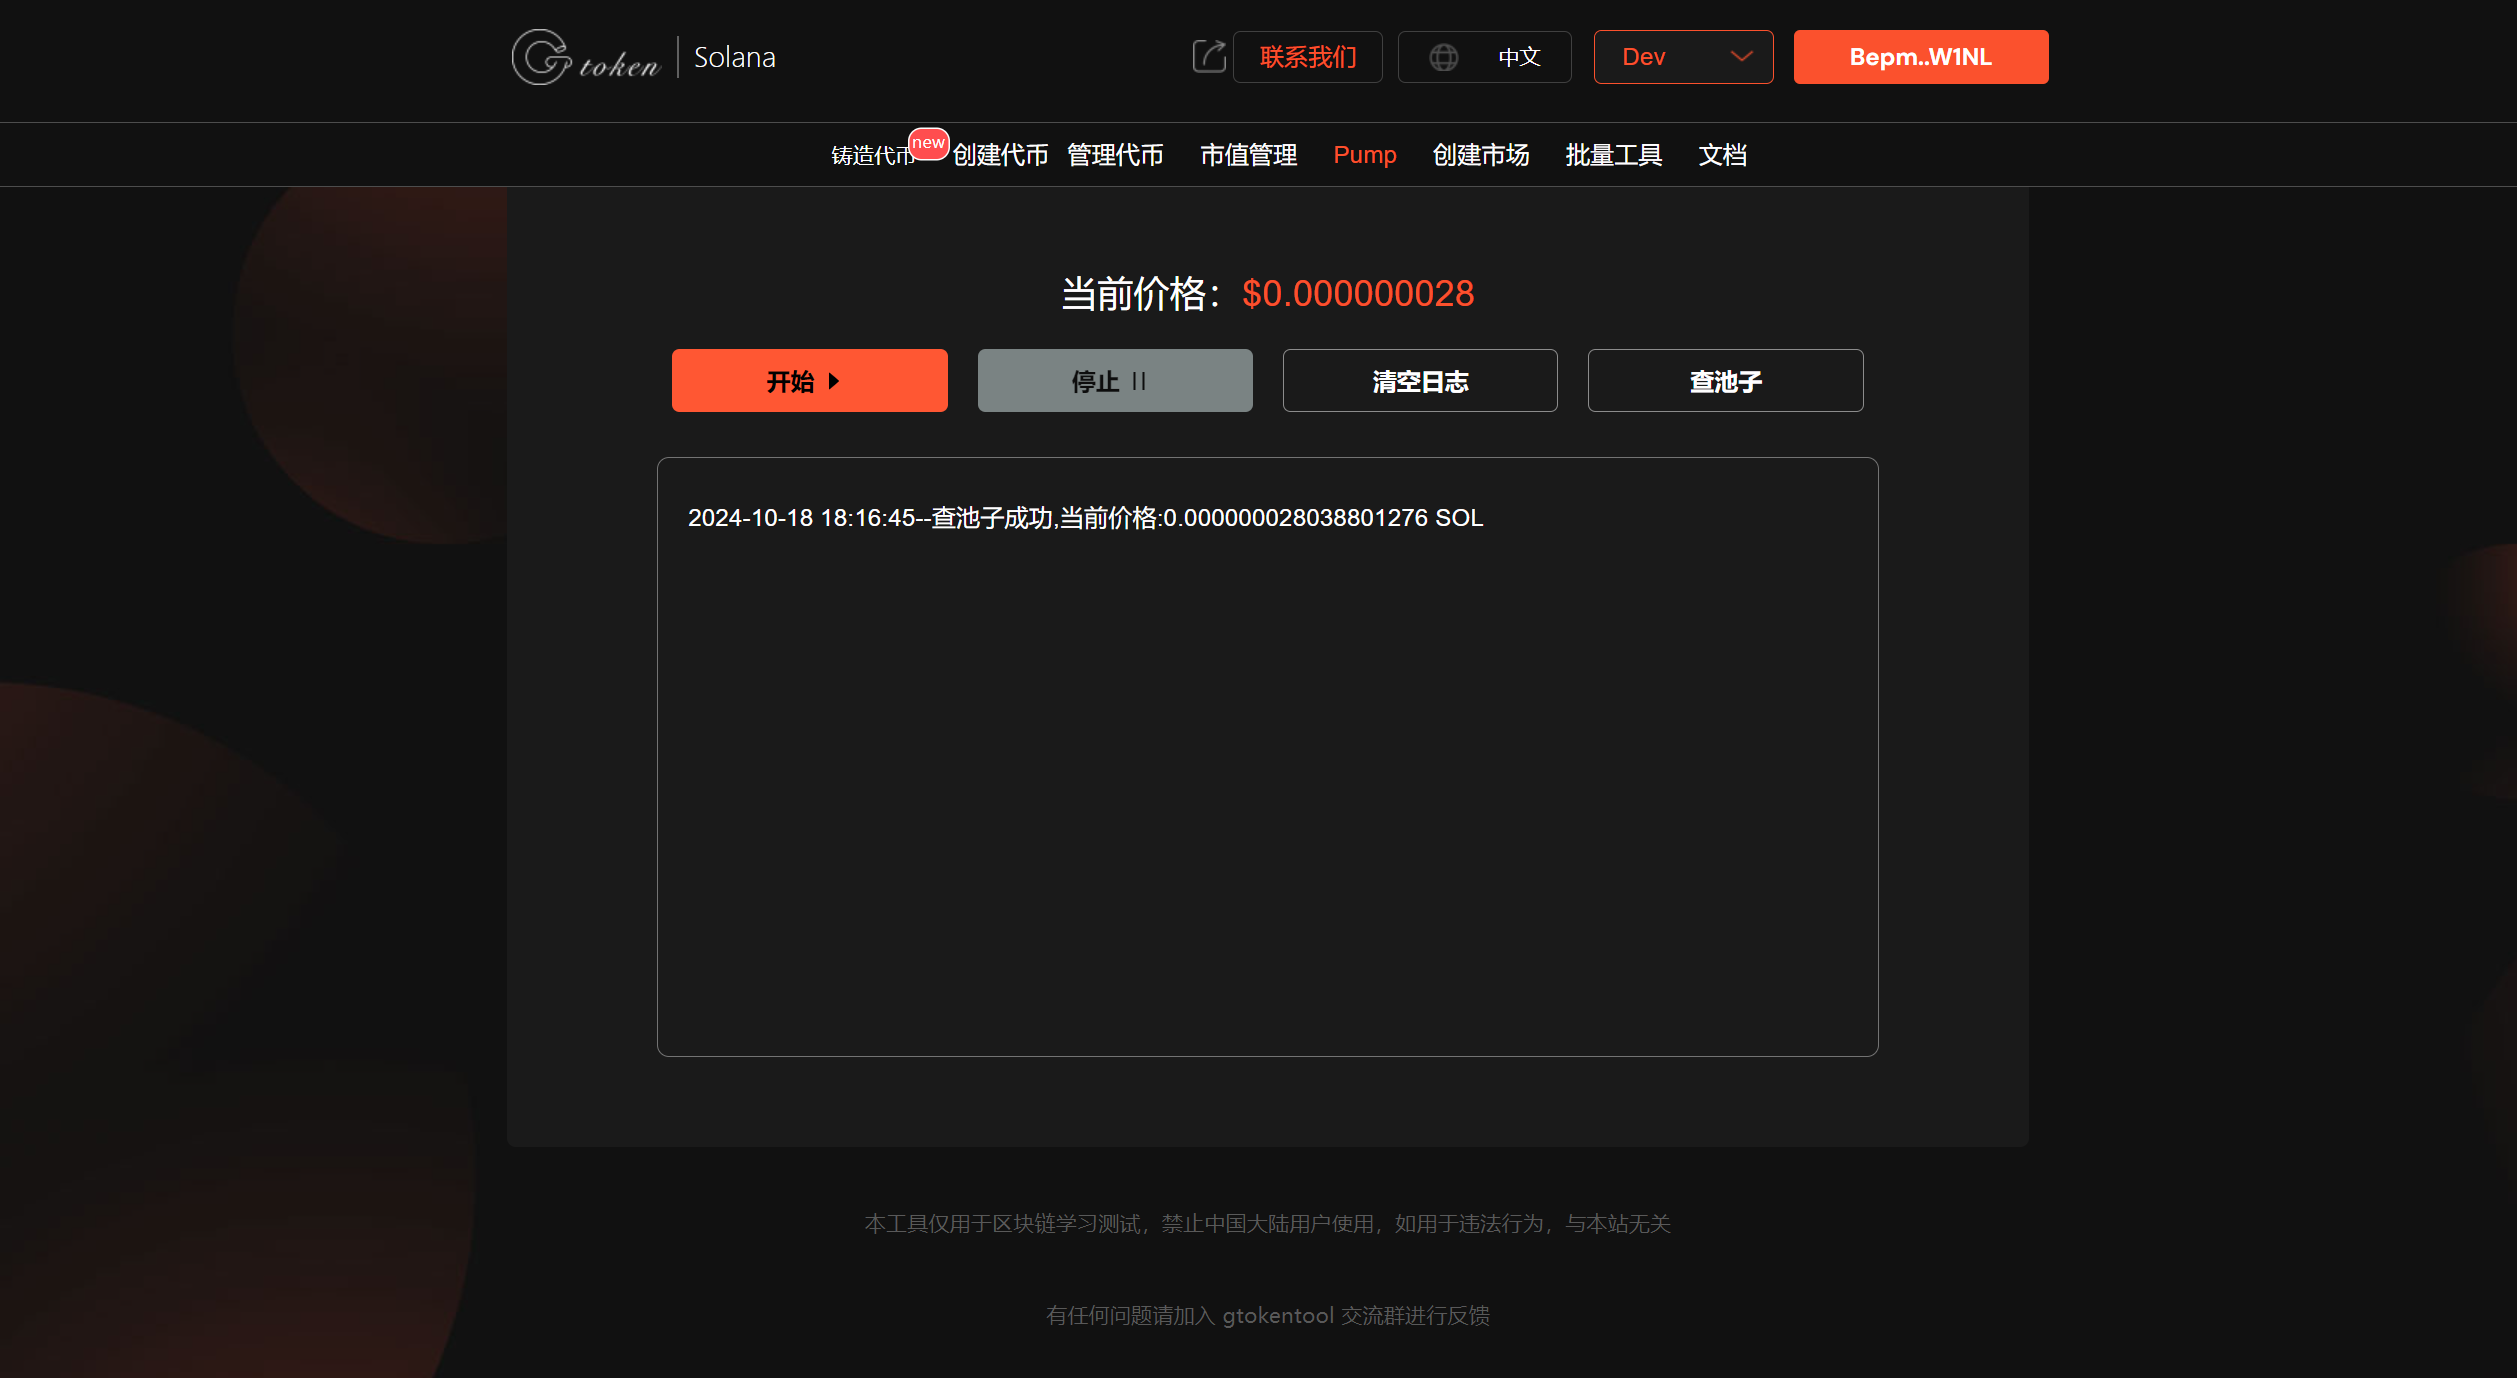 Gtoken | Solana
联系我们
中文
Dev
Bepm..W1NL
铸造代币 new 创建代币 管理代币 市值管理 Pump 创建市场 批量工具 文档
当前价格：$0.000000028
开始 停止 清空日志 查池子
2024-10-18 18:16:45--查池子成功,当前价格:0.000000028038801276 SOL
本工具仅用于区块链学习测试，禁止中国大陆用户使用，如用于违法行为，与本站无关
有任何问题请加入 gtokentool 交流群进行反馈